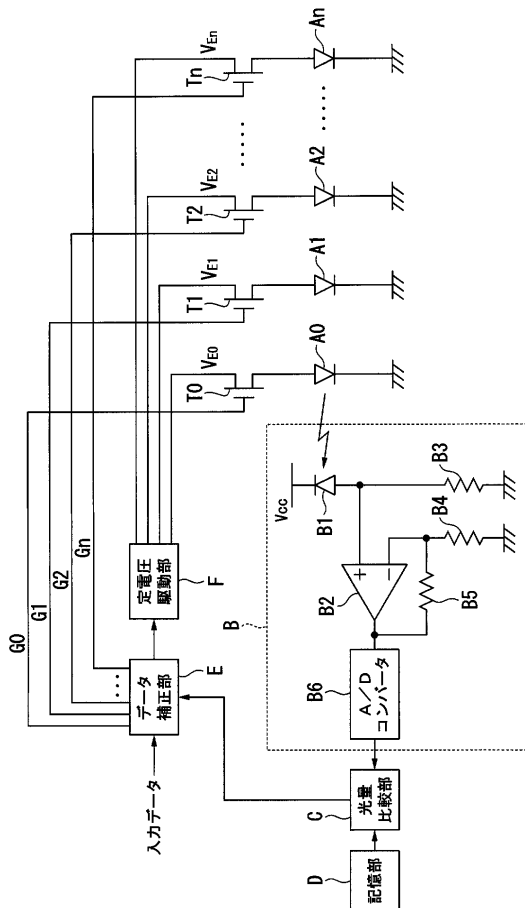 G0
G1
G2
Gn
VE0
VE1
VE2
VEn
T0
T1
T2
Tn
A0
A1
A2
An
入力データ
データ
補正部
E
定電圧
駆動部
F
Vcc
B
B1
B2
B3
B4
B5
B6
A/D
コンバータ
光量
比較部
C
記憶部
D